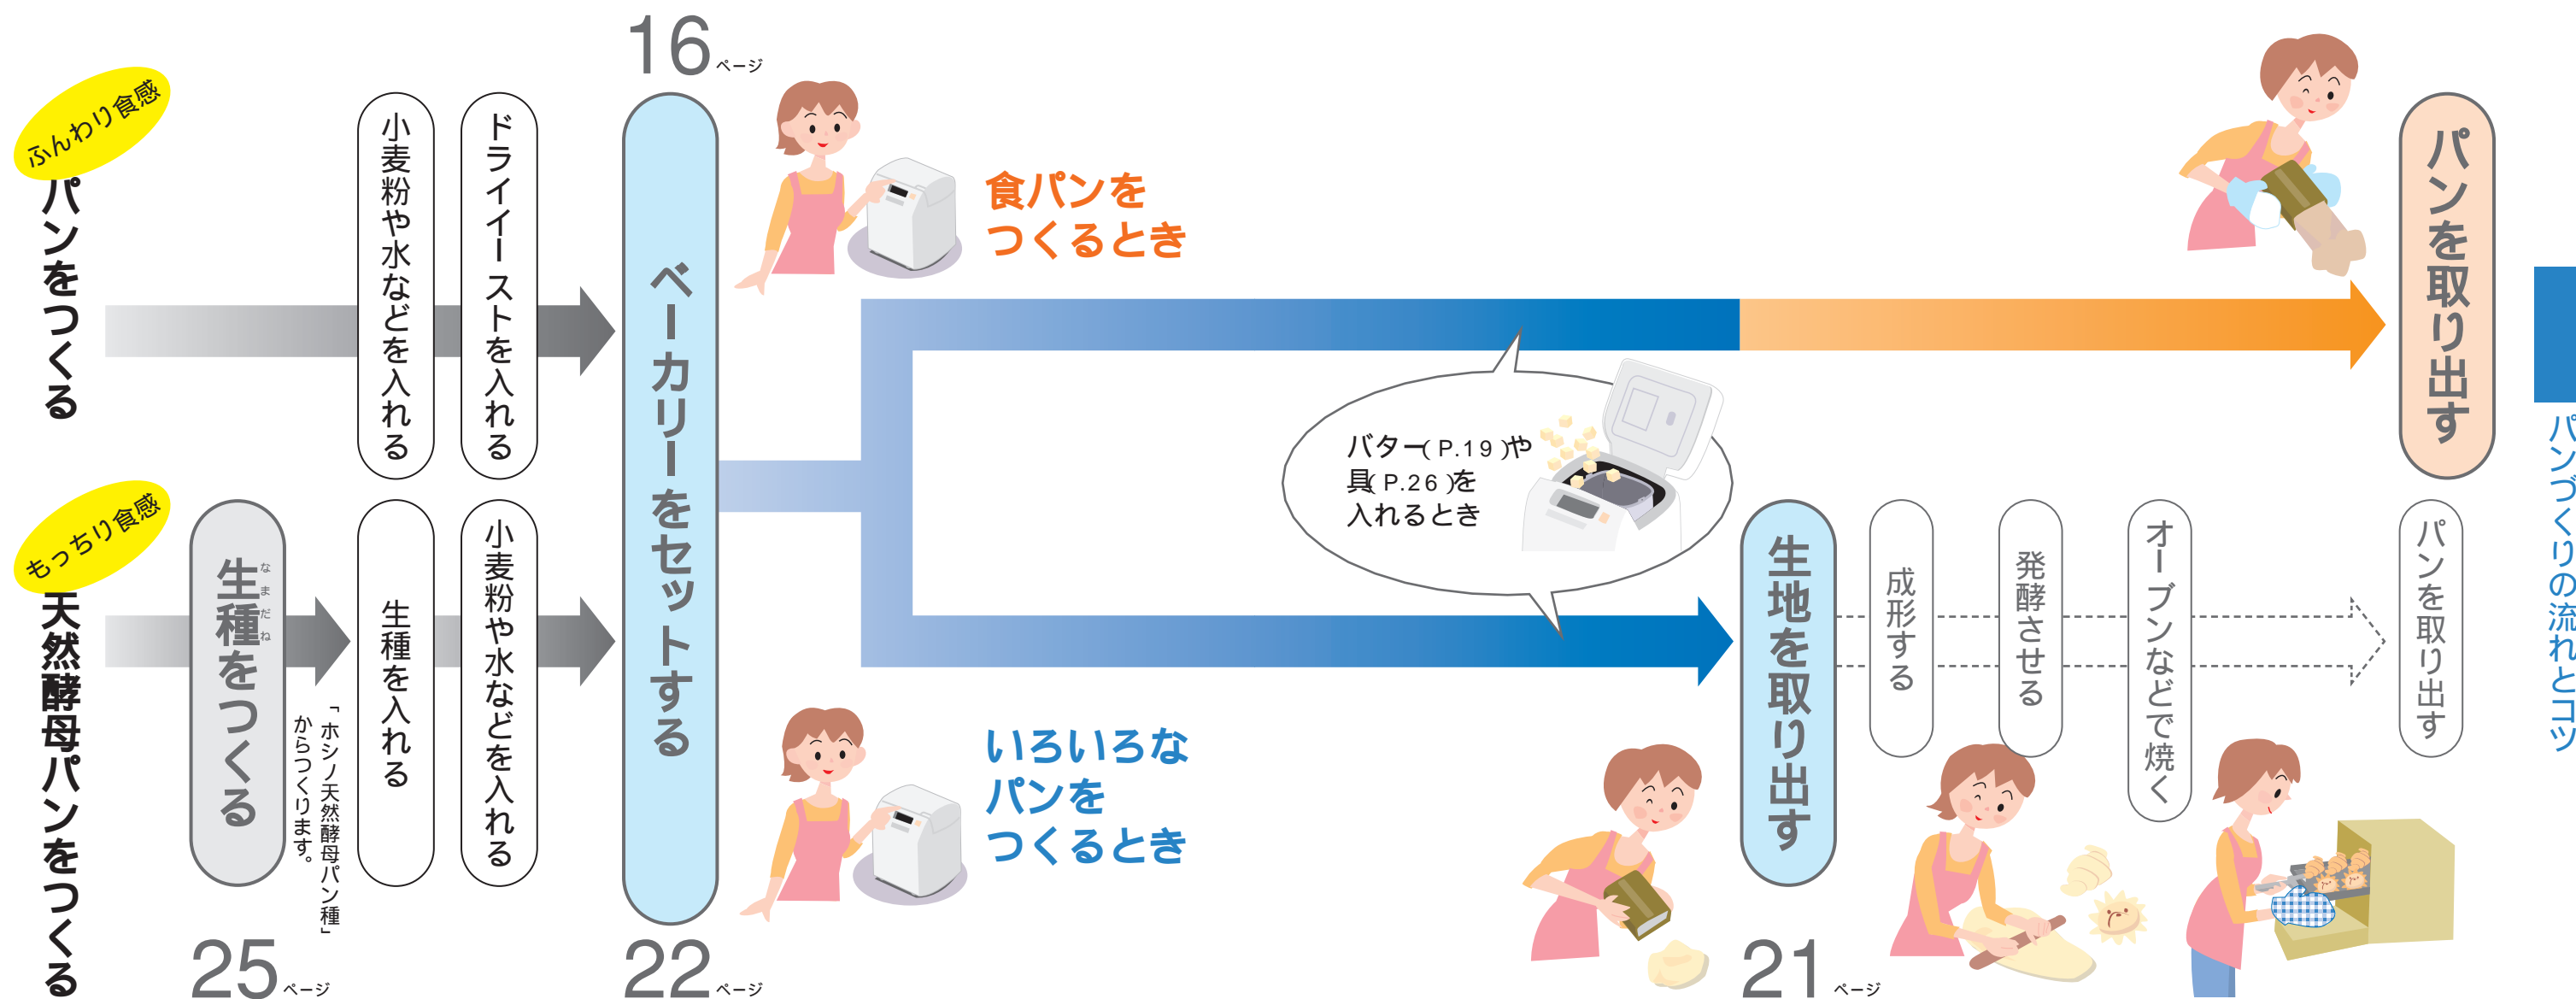 ふんわり食感
パンをつくる
小麦粉や水などを入れる
ドライイーストを入れる
16ページ
ベーカリーをセットする
食パンを
つくるとき
バター(P.19)や
具(P.26)を
入れるとき
パンを取り出す
もっちり食感
天然酵母パンをつくる
なまだね
生種をつくる
「ホシノ天然酵母パン種」
からつくります。
25ページ
生種を入れる
小麦粉や水などを入れる
22ページ
いろいろな
パンを
つくるとき
生地を取り出す
21ページ
成形する
発酵させる
オーブンなどで焼く
パンを取り出す
パンづくりの流れとコツ